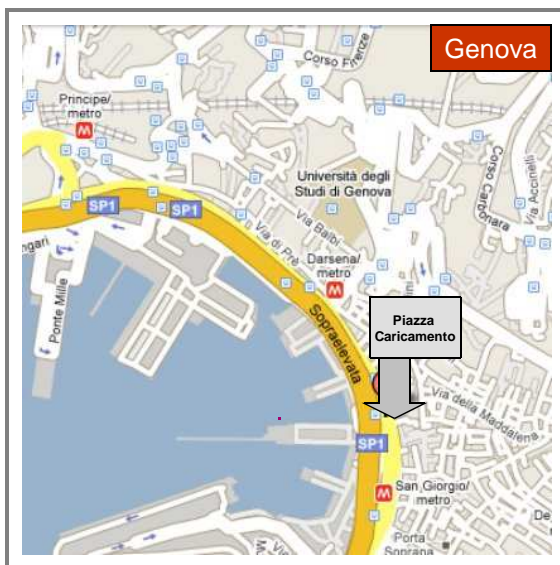 Genova
Corso Firenze
Principe/
metro
M
Università degli
Studi di Genova
Corso Carbonara
Via Accinelli
SP1
SP1
Via Balbi
Via di Prè
Darsena/
metro
M
Ponte Mille
Sopraelevata
Piazza
Caricamento
Via della Maddalena
SP1
San Giorgio/
metro
M
Porta
Soprana